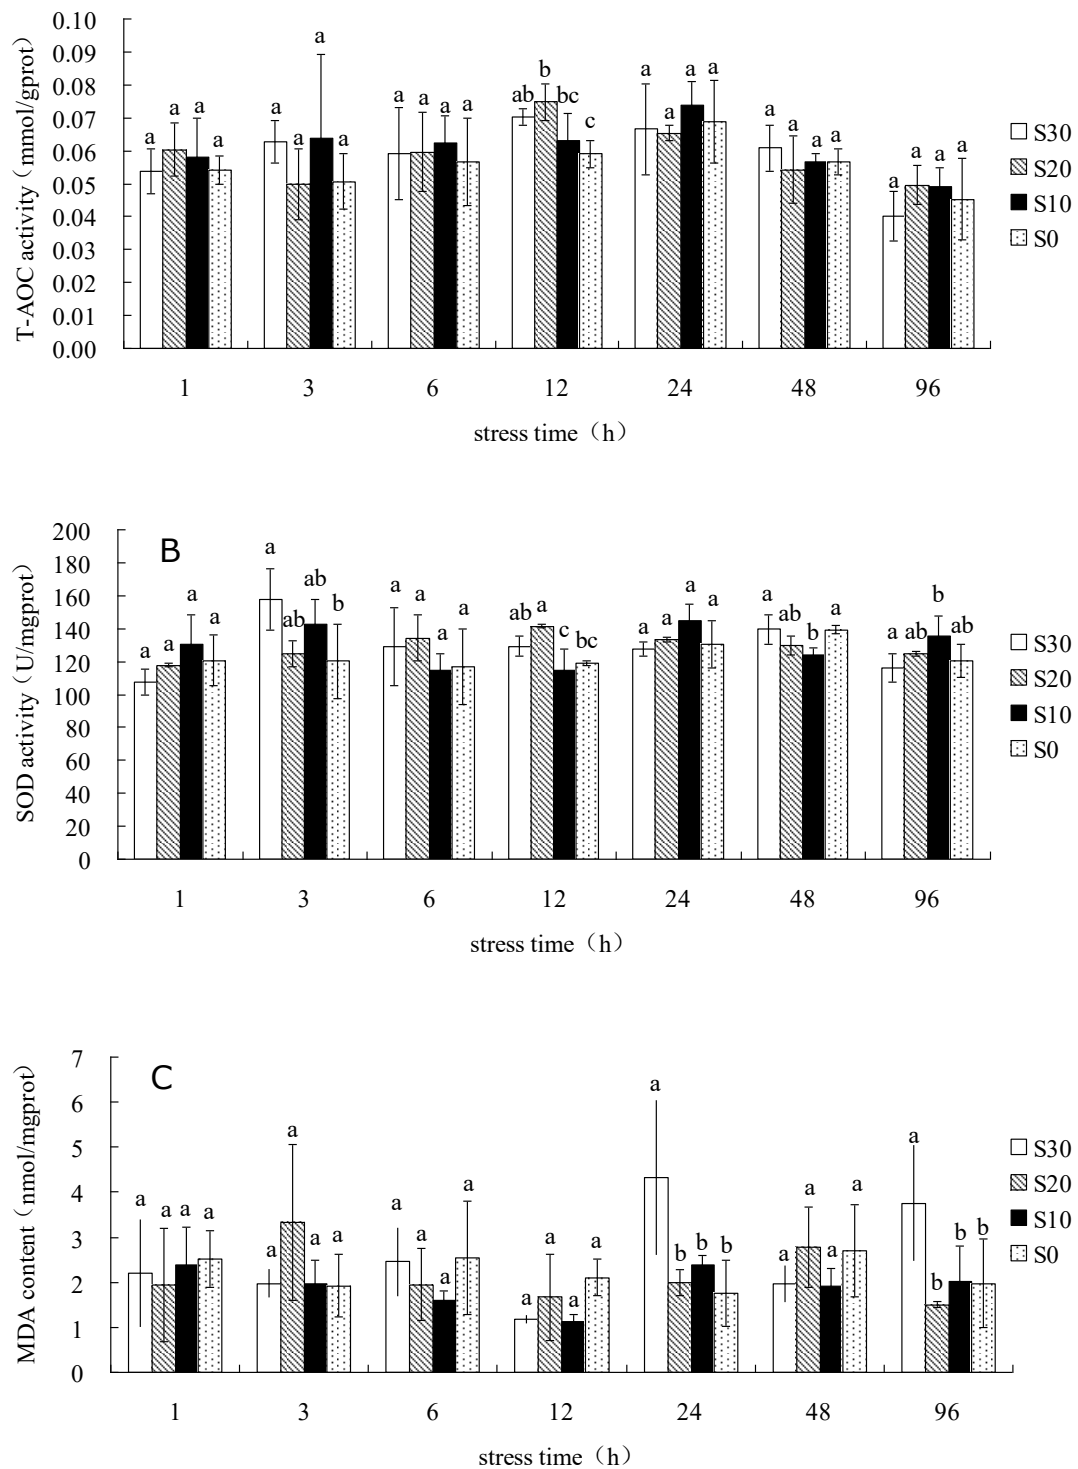 0.10
0.09
0.08
0.07
0.06
0.05
0.04
0.03
0.02
0.01
0.00
T-AOC activity（mmol/gprot）
a a a a
a a a a
a a a a
ab b bc c
a a a a
a a a a
a a a a
S30
S20
S10
S0
1 3 6 12 24 48 96
stress time（h）
B
200
180
160
140
120
100
80
60
40
20
0
SOD activity（U/mgprot）
a a a a
a ab ab b
a a a a
ab a c bc
a a a a
a ab b a
a ab b ab
S30
S20
S10
S0
1 3 6 12 24 48 96
stress time（h）
C
7
6
5
4
3
2
1
0
MDA content（nmol/mgprot）
a a a a
a a a a
a a a a
a a a a
a b b b
a a a a
a b b b
S30
S20
S10
S0
1 3 6 12 24 48 96
stress time（h）